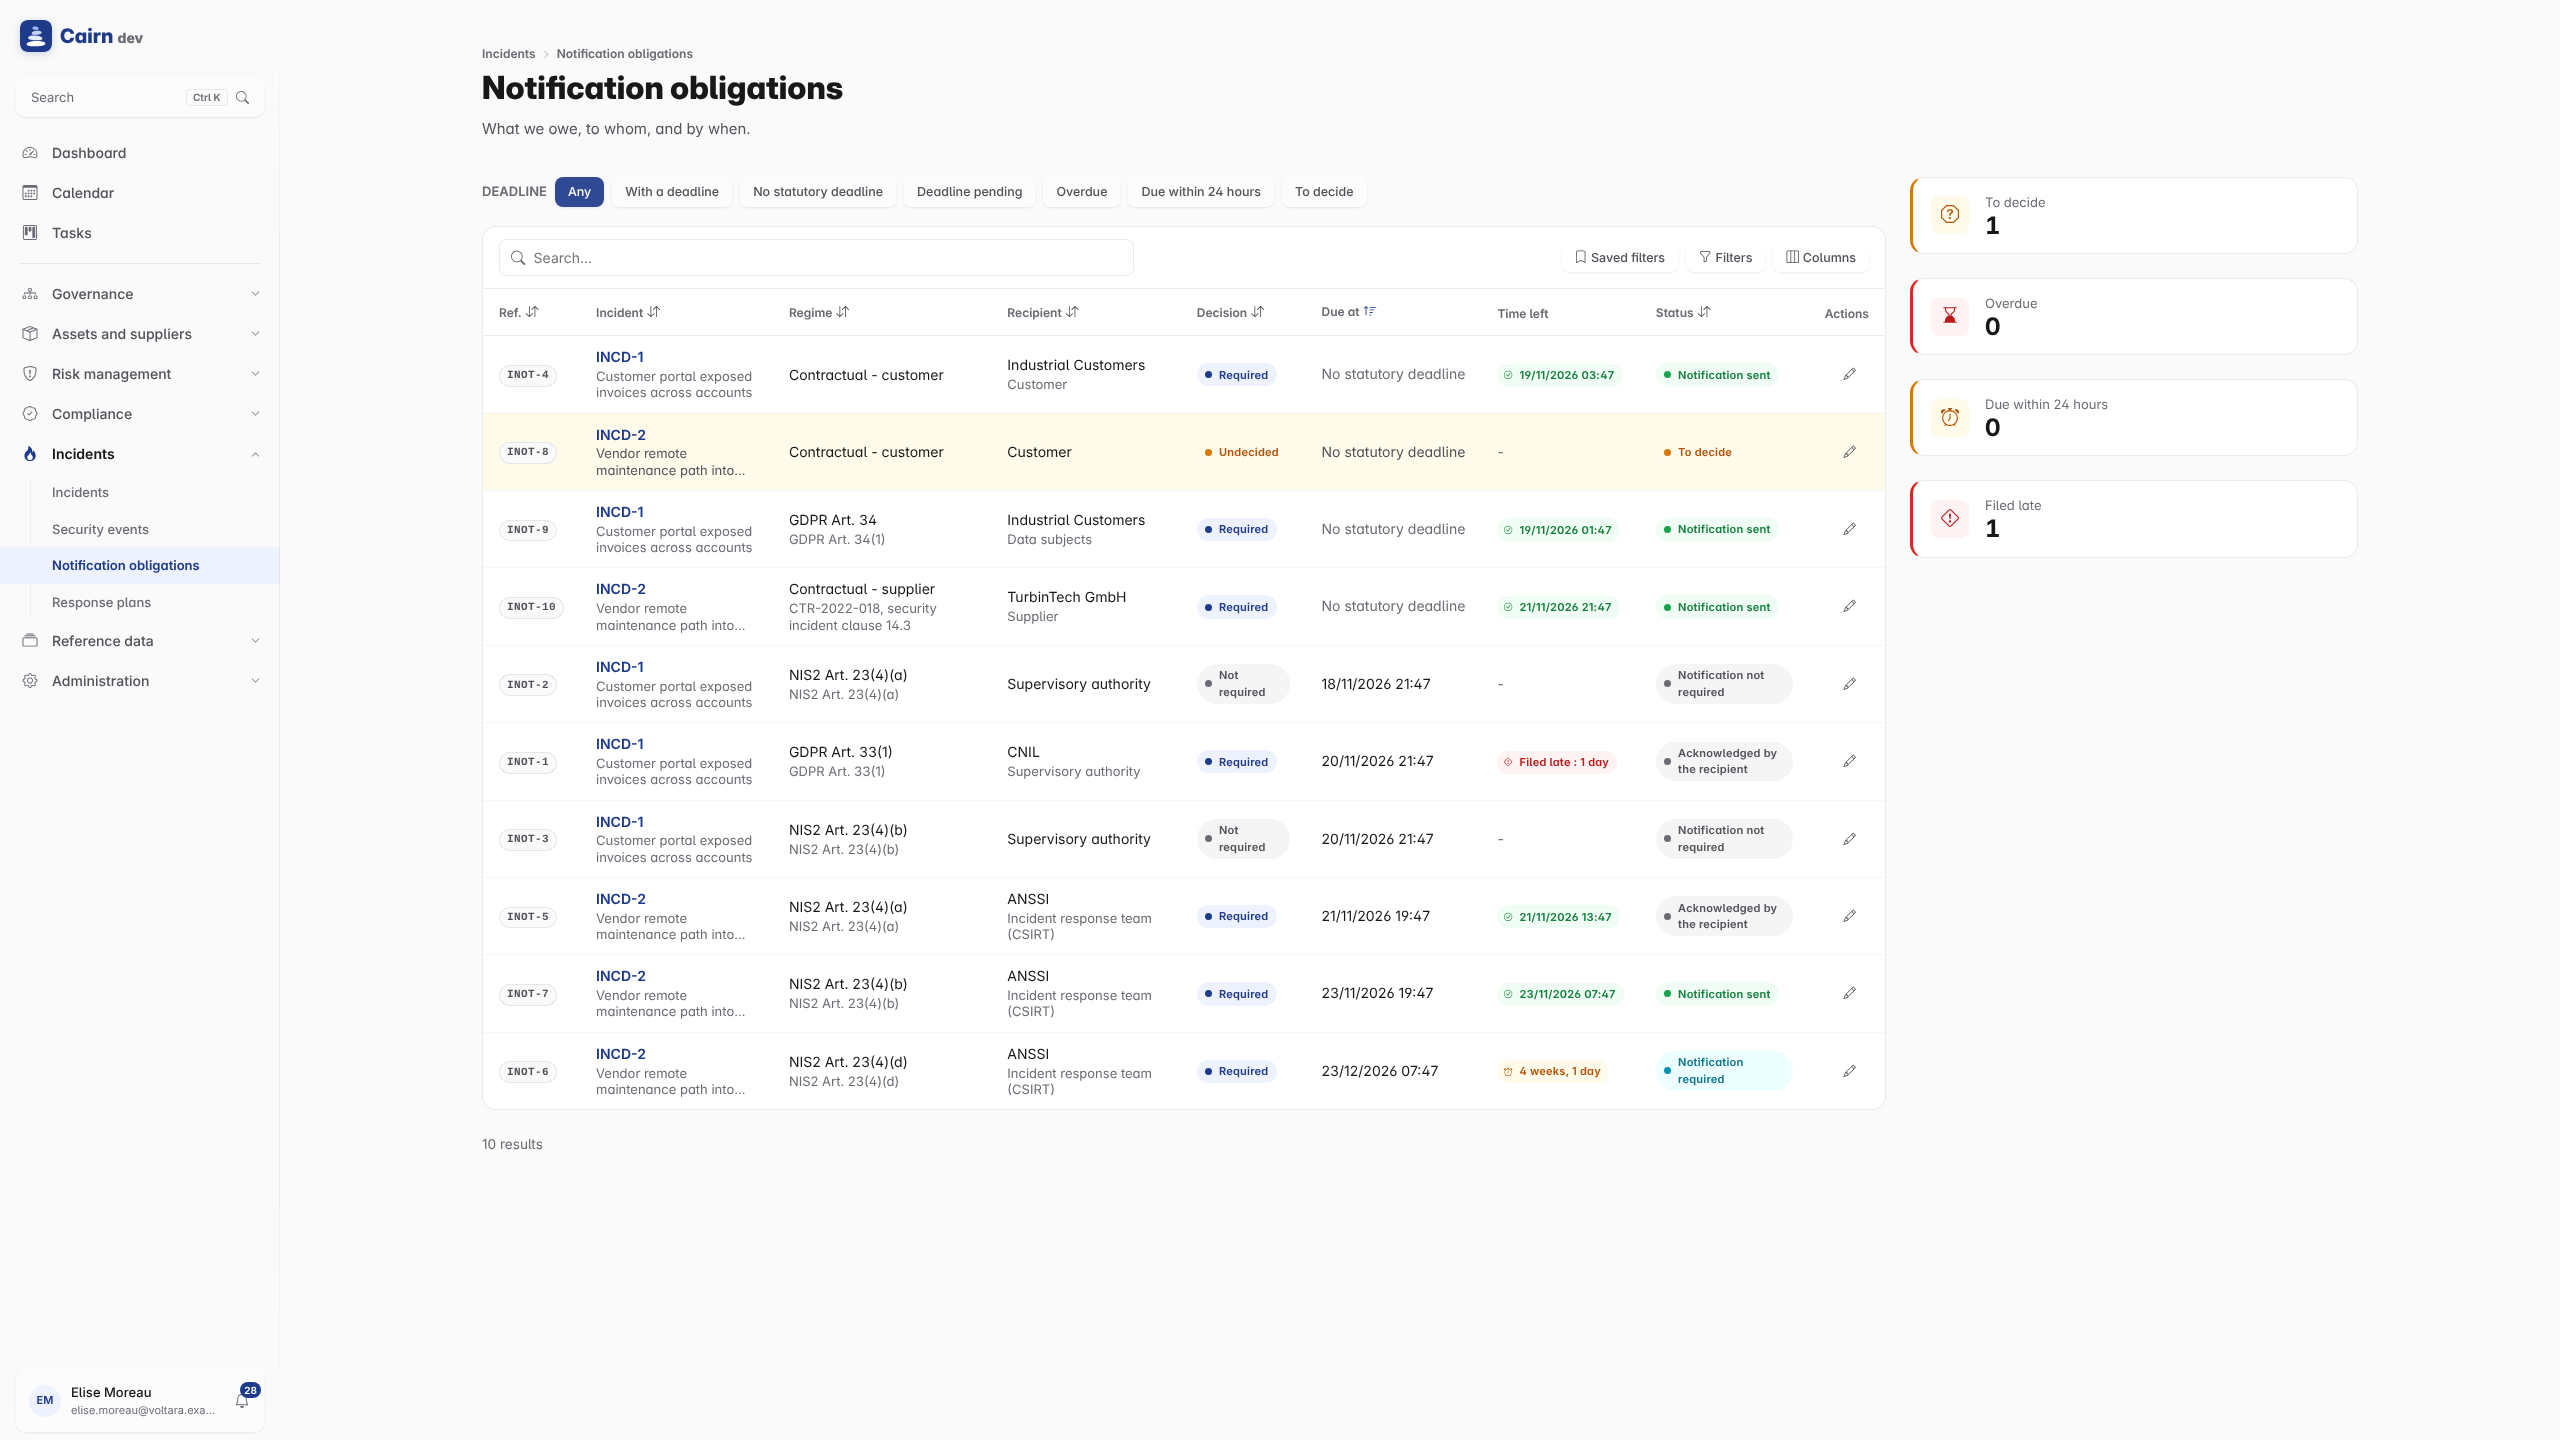 Cairn dev
Search Ctrl K
Dashboard
Calendar
Tasks
Governance
Assets and suppliers
Risk management
Compliance
Incidents
Incidents
Security events
Notification obligations
Response plans
Reference data
Administration
EM
Elise Moreau
elise.moreau@voltara.exa...
28
Incidents > Notification obligations
Notification obligations
What we owe, to whom, and by when.
DEADLINE Any With a deadline No statutory deadline Deadline pending Overdue Due within 24 hours To decide
Search... Saved filters Filters Columns
Ref. Incident Regime Recipient Decision Due at Time left Status Actions
INOT-4
INCD-1
Customer portal exposed
invoices across accounts
Contractual - customer
Industrial Customers
Customer
Required
No statutory deadline
19/11/2026 03:47
Notification sent
INOT-8
INCD-2
Vendor remote
maintenance path into...
Contractual - customer
Customer
Undecided
No statutory deadline
-
To decide
INOT-9
INCD-1
Customer portal exposed
invoices across accounts
GDPR Art. 34
GDPR Art. 34(1)
Industrial Customers
Data subjects
Required
No statutory deadline
19/11/2026 01:47
Notification sent
INOT-10
INCD-2
Vendor remote
maintenance path into...
Contractual - supplier
CTR-2022-018, security
incident clause 14.3
TurbinTech GmbH
Supplier
Required
No statutory deadline
21/11/2026 21:47
Notification sent
INOT-2
INCD-1
Customer portal exposed
invoices across accounts
NIS2 Art. 23(4)(a)
NIS2 Art. 23(4)(a)
Supervisory authority
Not
required
18/11/2026 21:47
-
Notification not
required
INOT-1
INCD-1
Customer portal exposed
invoices across accounts
GDPR Art. 33(1)
GDPR Art. 33(1)
CNIL
Supervisory authority
Required
20/11/2026 21:47
Filed late : 1 day
Acknowledged by
the recipient
INOT-3
INCD-1
Customer portal exposed
invoices across accounts
NIS2 Art. 23(4)(b)
NIS2 Art. 23(4)(b)
Supervisory authority
Not
required
20/11/2026 21:47
-
Notification not
required
INOT-5
INCD-2
Vendor remote
maintenance path into...
NIS2 Art. 23(4)(a)
NIS2 Art. 23(4)(a)
ANSSI
Incident response team
(CSIRT)
Required
21/11/2026 19:47
21/11/2026 13:47
Acknowledged by
the recipient
INOT-7
INCD-2
Vendor remote
maintenance path into...
NIS2 Art. 23(4)(b)
NIS2 Art. 23(4)(b)
ANSSI
Incident response team
(CSIRT)
Required
23/11/2026 19:47
23/11/2026 07:47
Notification sent
INOT-6
INCD-2
Vendor remote
maintenance path into...
NIS2 Art. 23(4)(d)
NIS2 Art. 23(4)(d)
ANSSI
Incident response team
(CSIRT)
Required
23/12/2026 07:47
4 weeks, 1 day
Notification
required
10 results
To decide
1
Overdue
0
Due within 24 hours
0
Filed late
1